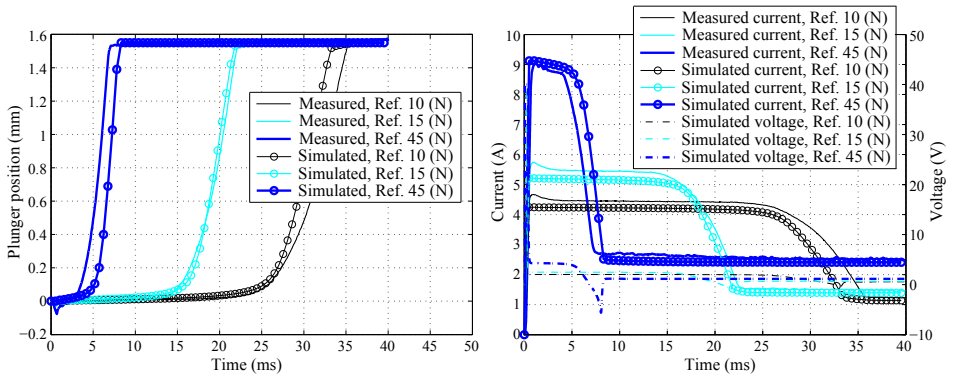 1.6
1.4
1.2
1
0.8
0.6
0.4
0.2
0
−0.2
Plunger position (mm)
0 5 10 15 20 25 30 35 40 45 50
Time (ms)
Measured, Ref. 10 (N)
Measured, Ref. 15 (N)
Measured, Ref. 45 (N)
Simulated, Ref. 10 (N)
Simulated, Ref. 15 (N)
Simulated, Ref. 45 (N)
Measured current, Ref. 10 (N)
Measured current, Ref. 15 (N)
Measured current, Ref. 45 (N)
Simulated current, Ref. 10 (N)
Simulated current, Ref. 15 (N)
Simulated current, Ref. 45 (N)
Simulated voltage, Ref. 10 (N)
Simulated voltage, Ref. 15 (N)
Simulated voltage, Ref. 45 (N)
10
9
8
7
6
5
4
3
2
1
0
Current (A)
0 5 10 15 20 25 30 35 40
Time (ms)
50
40
30
20
10
0
−10
Voltage (V)